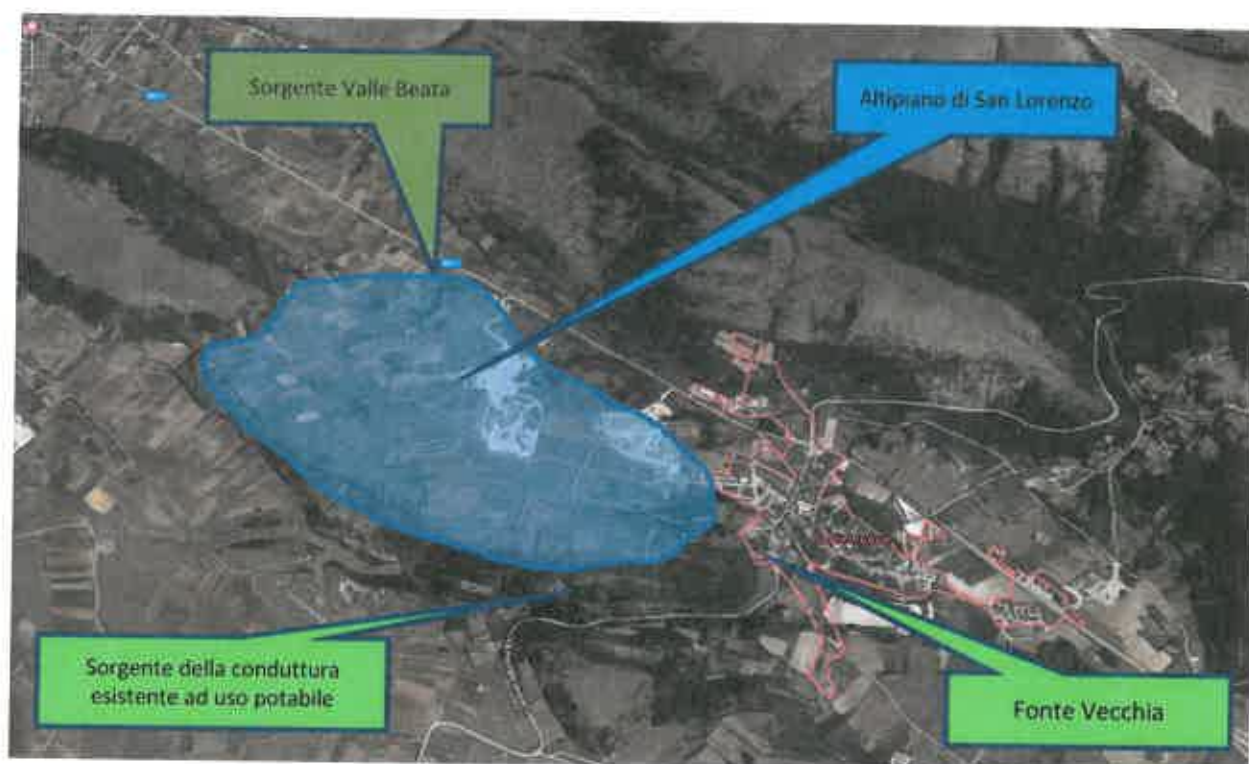 Sorgente Valle Beata
Altipiano di San Lorenzo
Sorgente della conduttura
esistente ad uso potabile
Fonte Vecchia